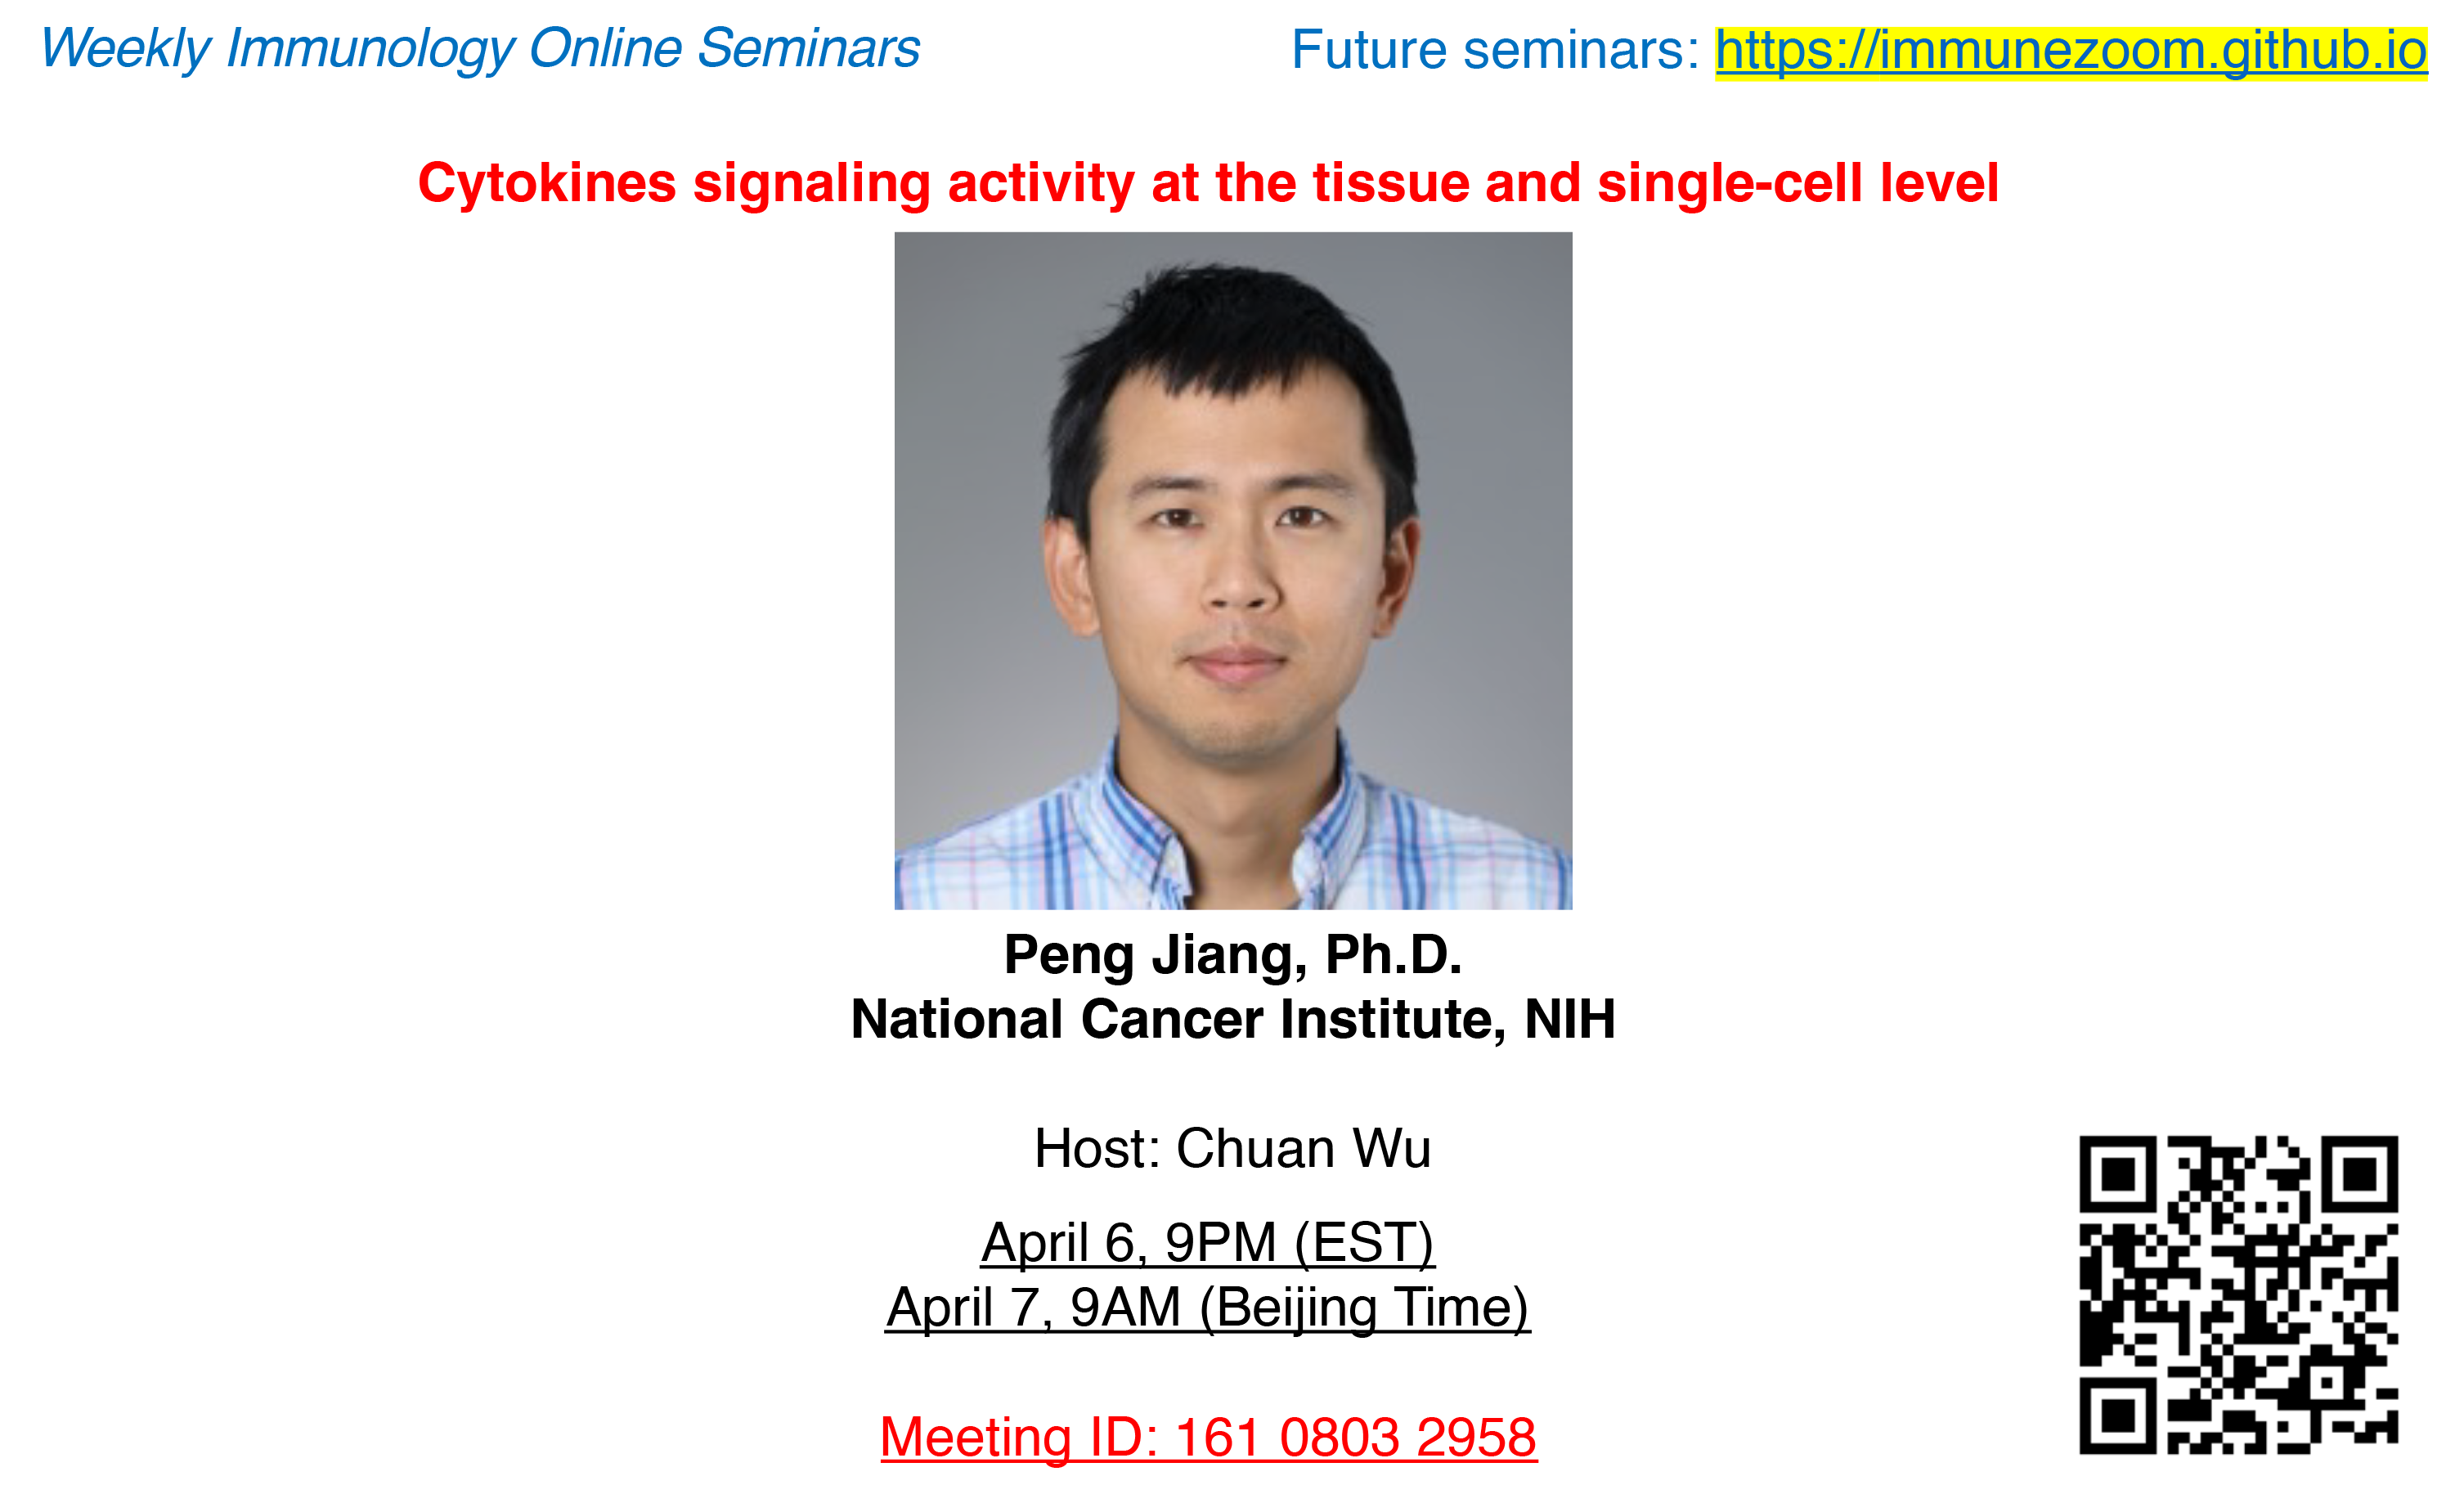 Weekly Immunology Online Seminars
Future seminars: https://immunezoom.github.io
Cytokines signaling activity at the tissue and single-cell level
Peng Jiang, Ph.D.
National Cancer Institute, NIH
Host: Chuan Wu
April 6, 9PM (EST)
April 7, 9AM (Beijing Time)
Meeting ID: 161 0803 2958